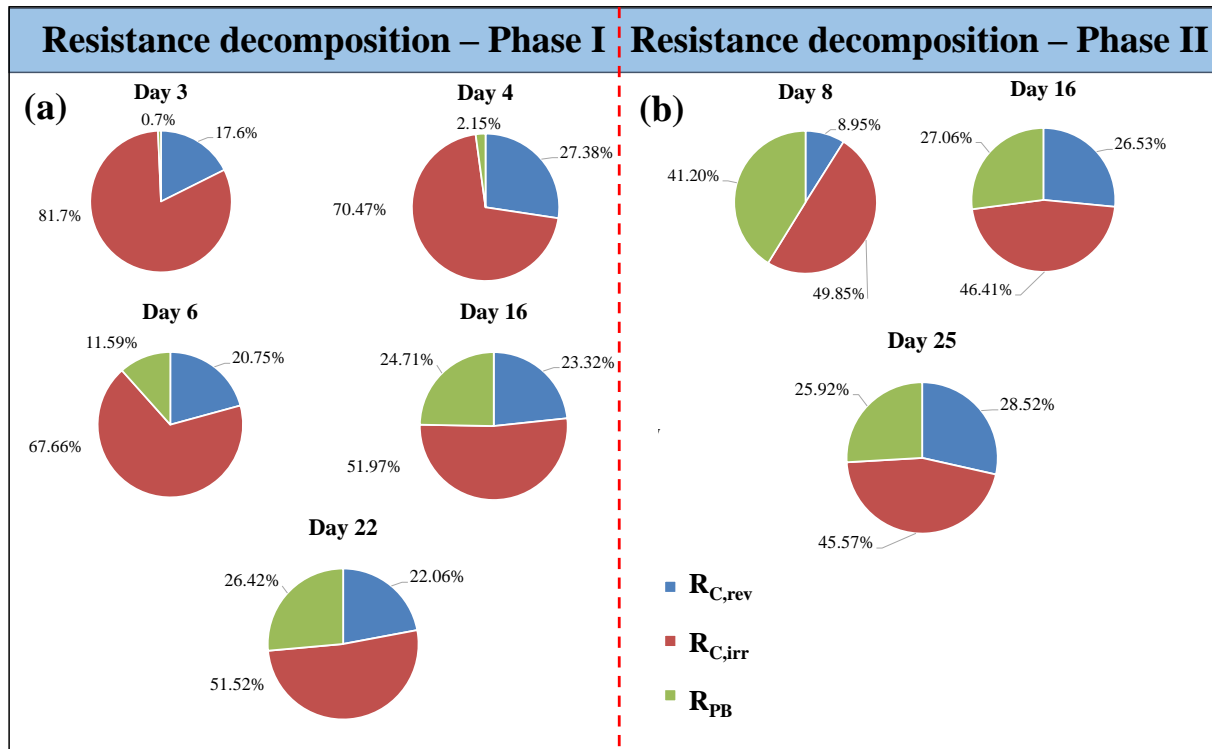 Resistance decomposition – Phase I
Resistance decomposition – Phase II
(a)
Day 3
0.7%
17.6%
81.7%
Day 4
2.15%
27.38%
70.47%
Day 6
11.59%
20.75%
67.66%
Day 16
24.71%
23.32%
51.97%
Day 22
26.42%
22.06%
51.52%
(b)
Day 8
8.95%
41.20%
49.85%
Day 16
27.06%
26.53%
46.41%
Day 25
25.92%
28.52%
45.57%
RC,rev
RC,irr
RPB